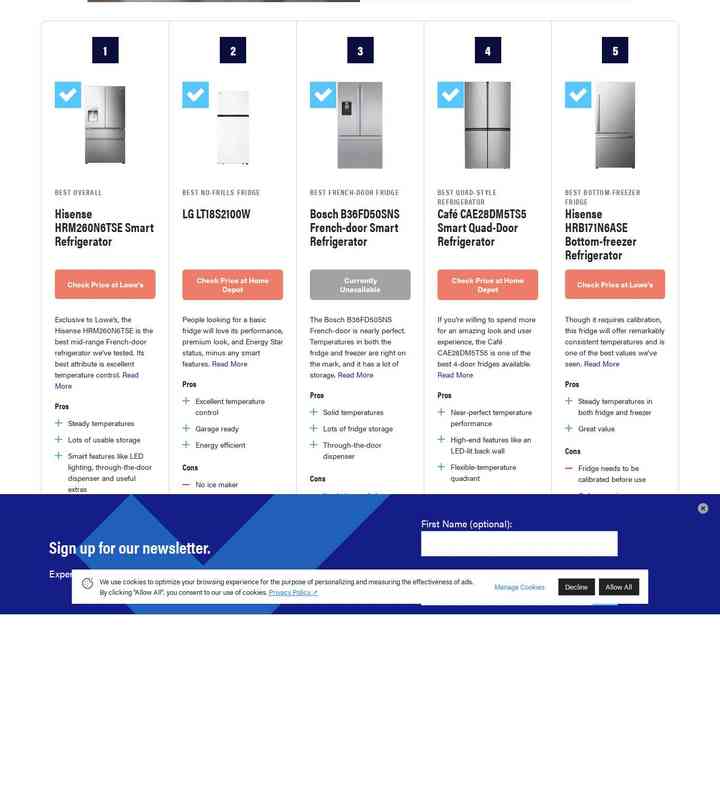 1
BEST OVERALL
Hisense
HRM260N6TSE Smart
Refrigerator
Check Price at Lowe's
Exclusive to Lowe's, the
Hisense HRM260N6TSE is the
best mid-range French-door
refrigerator we've tested. Its
best attribute is excellent
temperature control. Read
More
Pros
Steady temperatures
Lots of usable storage
Smart features like LED
lighting, through-the-door
dispenser and useful
extras
2
BEST NO-FRILLS FRIDGE
LG LT18S2100W
Check Price at Home
Depot
People looking for a basic
fridge will love its performance,
premium look, and Energy Star
status, minus any smart
features. Read More
Pros
Excellent temperature
control
Garage ready
Energy efficient
Cons
No ice maker
3
BEST FRENCH-DOOR FRIDGE
Bosch B36FD50SNS
French-door Smart
Refrigerator
Currently
Unavailable
The Bosch B36FD50SNS
French-door is nearly perfect.
Temperatures in both the
fridge and freezer are right on
the mark, and it has a lot of
storage. Read More
Pros
Solid temperatures
Lots of fridge storage
Through-the-door
dispenser
Cons
4
BEST QUAD-STYLE
REFRIGERATOR
Café CAE28DM5TS5
Smart Quad-Door
Refrigerator
Check Price at Home
Depot
If you're willing to spend more
for an amazing look and user
experience, the Café
CAE28DM5TS5 is one of the
best 4-door fridges available.
Read More
Pros
Near-perfect temperature
performance
High-end features like an
LED-lit back wall
Flexible-temperature
quadrant
5
BEST BOTTOM-FREEZER
FRIDGE
Hisense
HRB171N6ASE
Bottom-freezer
Refrigerator
Check Price at Lowe's
Though it requires calibration,
this fridge will offer remarkably
consistent temperatures and is
one of the best values we've
seen. Read More
Pros
Steady temperatures in
both fridge and freezer
Great value
Cons
Fridge needs to be
calibrated before use
Sign up for our newsletter.
First Name (optional):
We use cookies to optimize your browsing experience for the purpose of personalizing and measuring the effectiveness of ads.
By clicking "Allow All", you consent to our use of cookies. Privacy Policy
Manage Cookies
Decline
Allow All